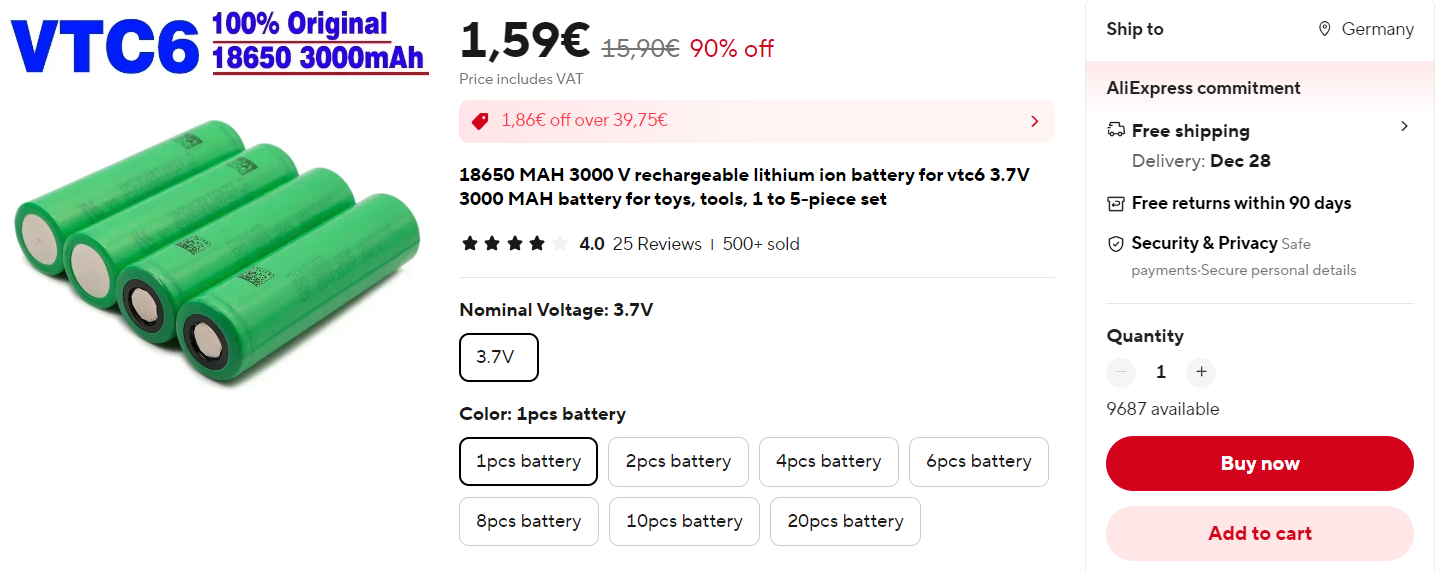 VTC6
100% Original
18650 3000mAh
1,59€ 15,90€ 90% off
Price includes VAT
1,86€ off over 39,75€
18650 MAH 3000 V rechargeable lithium ion battery for vtc6 3.7V
3000 MAH battery for toys, tools, 1 to 5-piece set
4.0 25 Reviews | 500+ sold
Nominal Voltage: 3.7V
3.7V
Color: 1pcs battery
1pcs battery 2pcs battery 4pcs battery 6pcs battery
8pcs battery 10pcs battery 20pcs battery
Ship to Germany
AliExpress commitment
Free shipping
Delivery: Dec 28
Free returns within 90 days
Security & Privacy Safe
payments·Secure personal details
Quantity
− 1 +
9687 available
Buy now
Add to cart